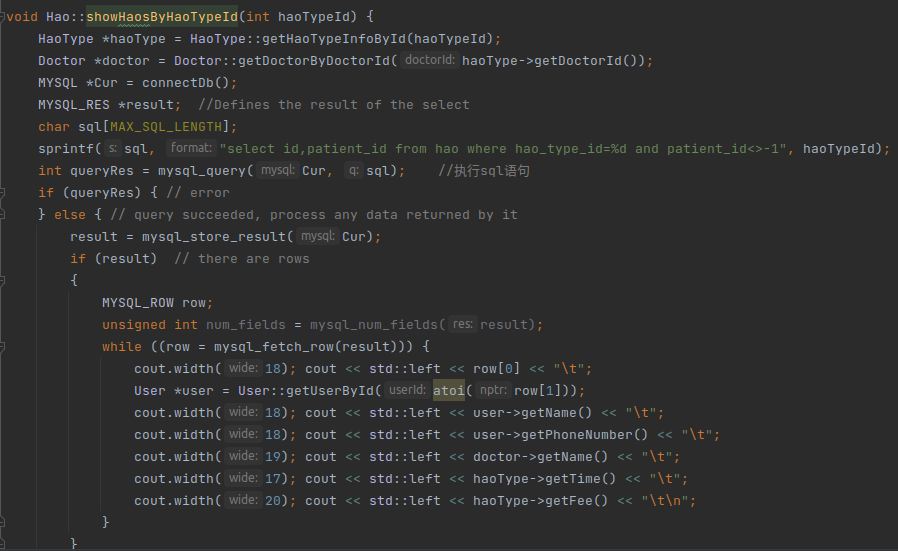 void Hao::showHaosByHaoTypeId(int haoTypeId) {
    HaoType *haoType = HaoType::getHaoTypeInfoById(haoTypeId);
    Doctor *doctor = Doctor::getDoctorByDoctorId( doctorId: haoType->getDoctorId());
    MYSQL *Cur = connectDb();
    MYSQL_RES *result;  //Defines the result of the select
    char sql[MAX_SQL_LENGTH];
    sprintf( s: sql,  format: "select id,patient_id from hao where hao_type_id=%d and patient_id<>-1", haoTypeId);
    int queryRes = mysql_query( mysql: Cur,  q: sql);    //执行sql语句
    if (queryRes) { // error
    } else { // query succeeded, process any data returned by it
        result = mysql_store_result( mysql: Cur);
        if (result)  // there are rows
        {
            MYSQL_ROW row;
            unsigned int num_fields = mysql_num_fields( res: result);
            while ((row = mysql_fetch_row(result))) {
                cout.width( wide: 18); cout << std::left << row[0] << "\t";
                User *user = User::getUserById( userId: atoi( nptr: row[1]));
                cout.width( wide: 18); cout << std::left << user->getName() << "\t";
                cout.width( wide: 18); cout << std::left << user->getPhoneNumber() << "\t";
                cout.width( wide: 19); cout << std::left << doctor->getName() << "\t";
                cout.width( wide: 17); cout << std::left << haoType->getTime() << "\t";
                cout.width( wide: 20); cout << std::left << haoType->getFee() << "\t\n";
            }
        }